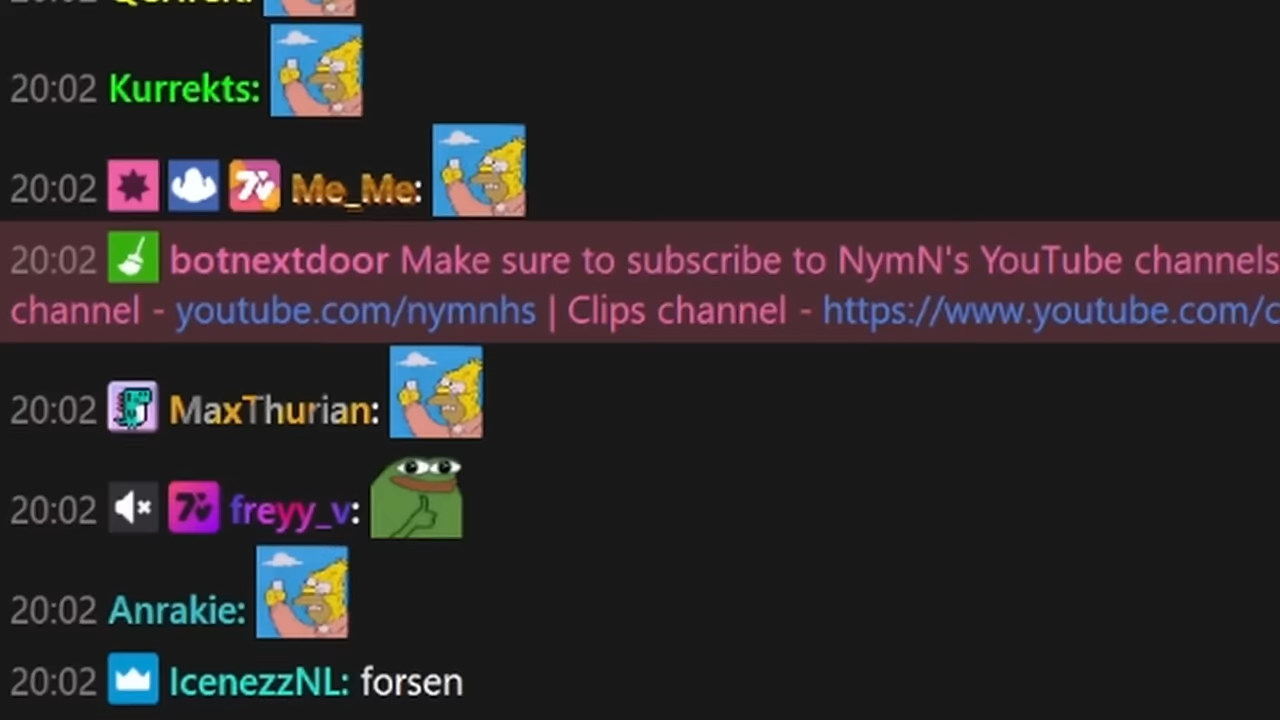 20:02 Kurrekts:
20:02 Me_Me:
20:02 botnextdoor Make sure to subscribe to NymN's YouTube channels
channel - youtube.com/nymnhs | Clips channel - https://www.youtube.com/c
20:02 MaxThurian:
20:02 freyy_v:
20:02 Anrakie:
20:02 IcenezzNL: forsen